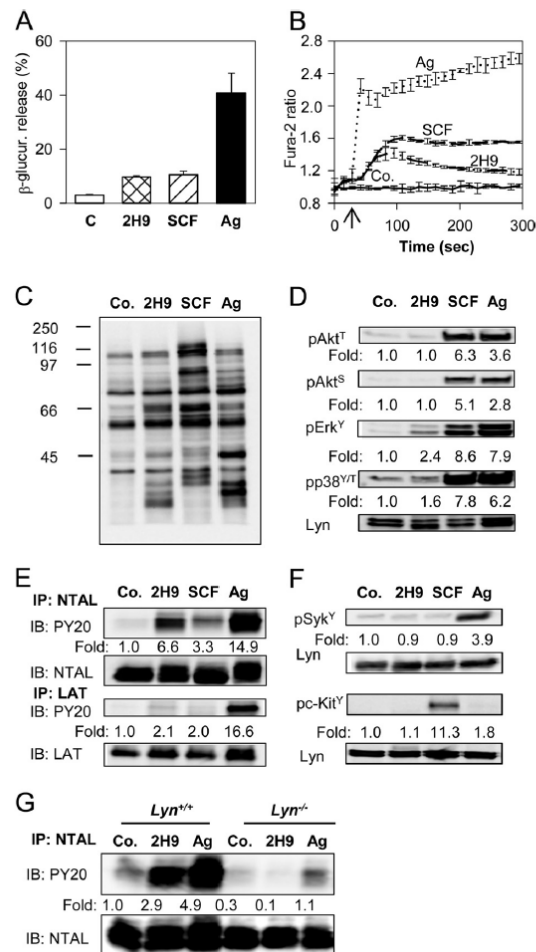 A
β-glucur. release (%)
60
40
20
0
C 2H9 SCF Ag
B
Fura-2 ratio
2.8
2.4
2.0
1.6
1.2
0.8
Ag
SCF
2H9
Co.
0 100 200 300
Time (sec)
C
Co. 2H9 SCF Ag
250
116
97
66
45
D
Co. 2H9 SCF Ag
pAktᵀ
Fold: 1.0 1.0 6.3 3.6
pAktˢ
Fold: 1.0 1.0 5.1 2.8
pErkʸ
Fold: 1.0 2.4 8.6 7.9
pp38ʸ/ᵀ
Fold: 1.0 1.6 7.8 6.2
Lyn
E
Co. 2H9 SCF Ag
IP: NTAL
IB: PY20
Fold: 1.0 6.6 3.3 14.9
IB: NTAL
IP: LAT
IB: PY20
Fold: 1.0 2.1 2.0 16.6
IB: LAT
F
Co. 2H9 SCF Ag
pSykʸ
Fold: 1.0 0.9 0.9 3.9
Lyn
pc-Kitʸ
Fold: 1.0 1.1 11.3 1.8
Lyn
G
Lyn⁺/⁺ Lyn⁻/⁻
IP: NTAL Co. 2H9 Ag Co. 2H9 Ag
IB: PY20
Fold: 1.0 2.9 4.9 0.3 0.1 1.1
IB: NTAL